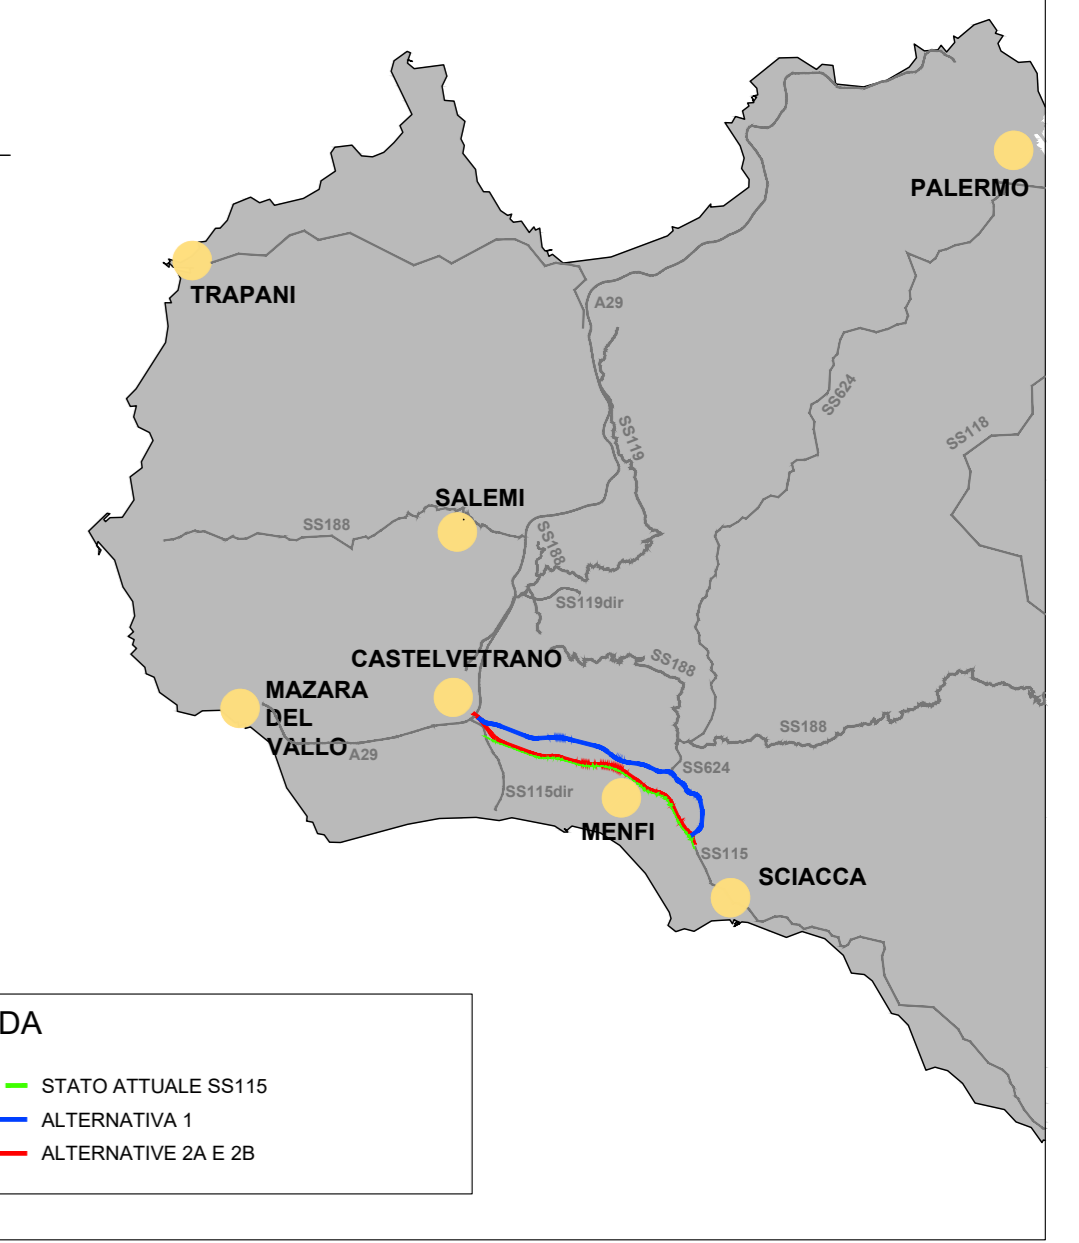 PALERMO
TRAPANI
A29
SS624
SS119
SS118
SALEMI
SS188
SS188
SS119dir
CASTELVETRANO
SS188
MAZARA
DEL
VALLO
A29
SS188
SS624
SS115dir
MENFI
SS115
SCIACCA
DA
STATO ATTUALE SS115
ALTERNATIVA 1
ALTERNATIVE 2A E 2B